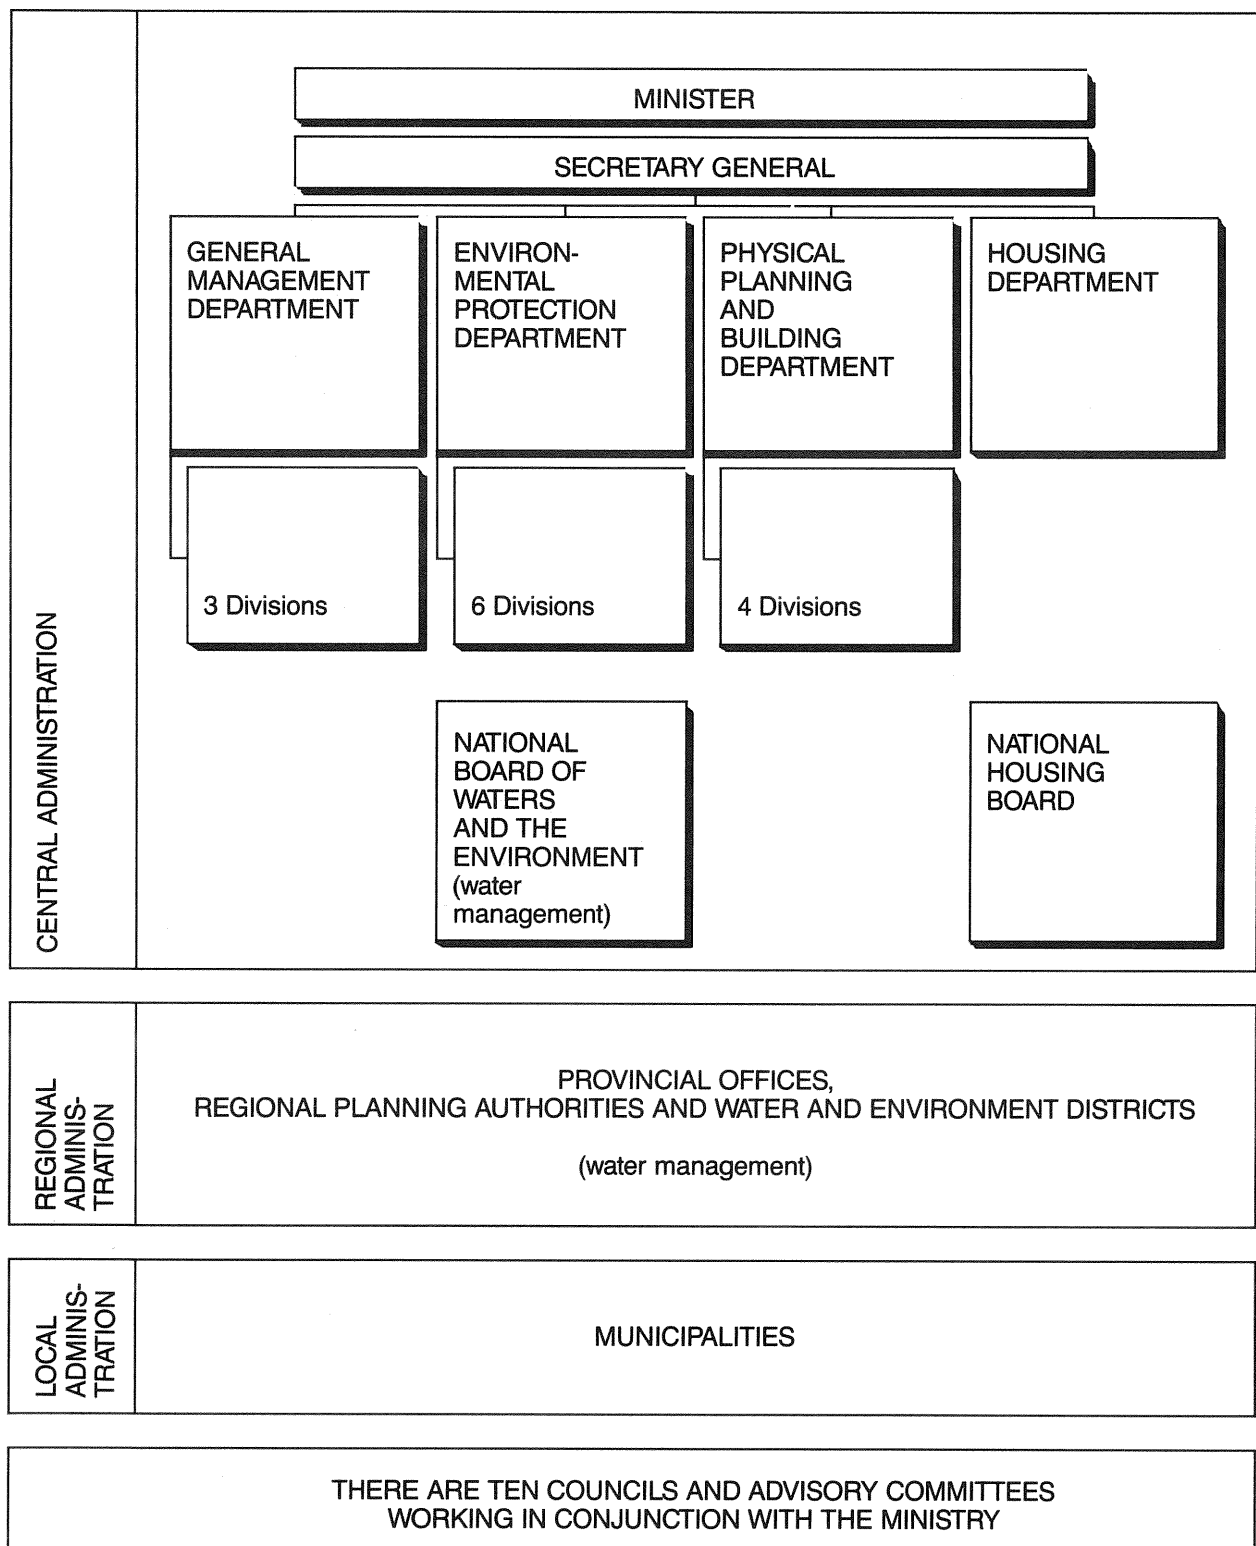 CENTRAL ADMINISTRATION
MINISTER
SECRETARY GENERAL
GENERAL
MANAGEMENT
DEPARTMENT
ENVIRON-
MENTAL
PROTECTION
DEPARTMENT
PHYSICAL
PLANNING
AND
BUILDING
DEPARTMENT
HOUSING
DEPARTMENT
3 Divisions
6 Divisions
4 Divisions
NATIONAL
BOARD OF
WATERS
AND THE
ENVIRONMENT
(water
management)
NATIONAL
HOUSING
BOARD
REGIONAL
ADMINIS-
TRATION
PROVINCIAL OFFICES,
REGIONAL PLANNING AUTHORITIES AND WATER AND ENVIRONMENT DISTRICTS
(water management)
LOCAL
ADMINIS-
TRATION
MUNICIPALITIES
THERE ARE TEN COUNCILS AND ADVISORY COMMITTEES
WORKING IN CONJUNCTION WITH THE MINISTRY